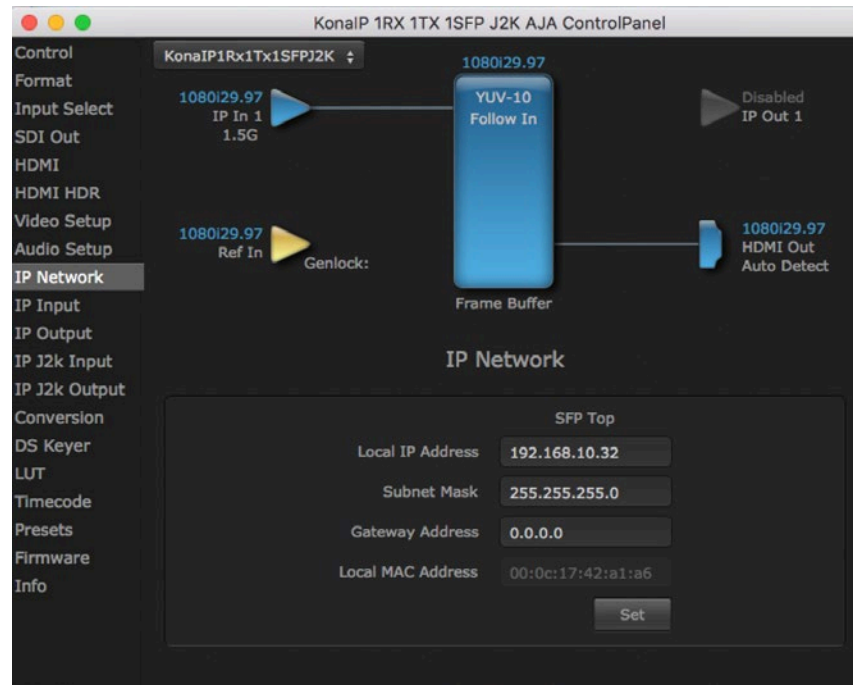 KonaIP 1RX 1TX 1SFP J2K AJA ControlPanel
Control
Format
Input Select
SDI Out
HDMI
HDMI HDR
Video Setup
Audio Setup
IP Network
IP Input
IP Output
IP J2k Input
IP J2k Output
Conversion
DS Keyer
LUT
Timecode
Presets
Firmware
Info
KonaIP1Rx1Tx1SFPJ2K
1080i29.97
1080i29.97
IP In 1
1.5G
YUV-10
Follow In
Disabled
IP Out 1
1080i29.97
Ref In
Genlock:
1080i29.97
HDMI Out
Auto Detect
Frame Buffer
IP Network
SFP Top
Local IP Address 192.168.10.32
Subnet Mask 255.255.255.0
Gateway Address 0.0.0.0
Local MAC Address 00:0c:17:42:a1:a6
Set